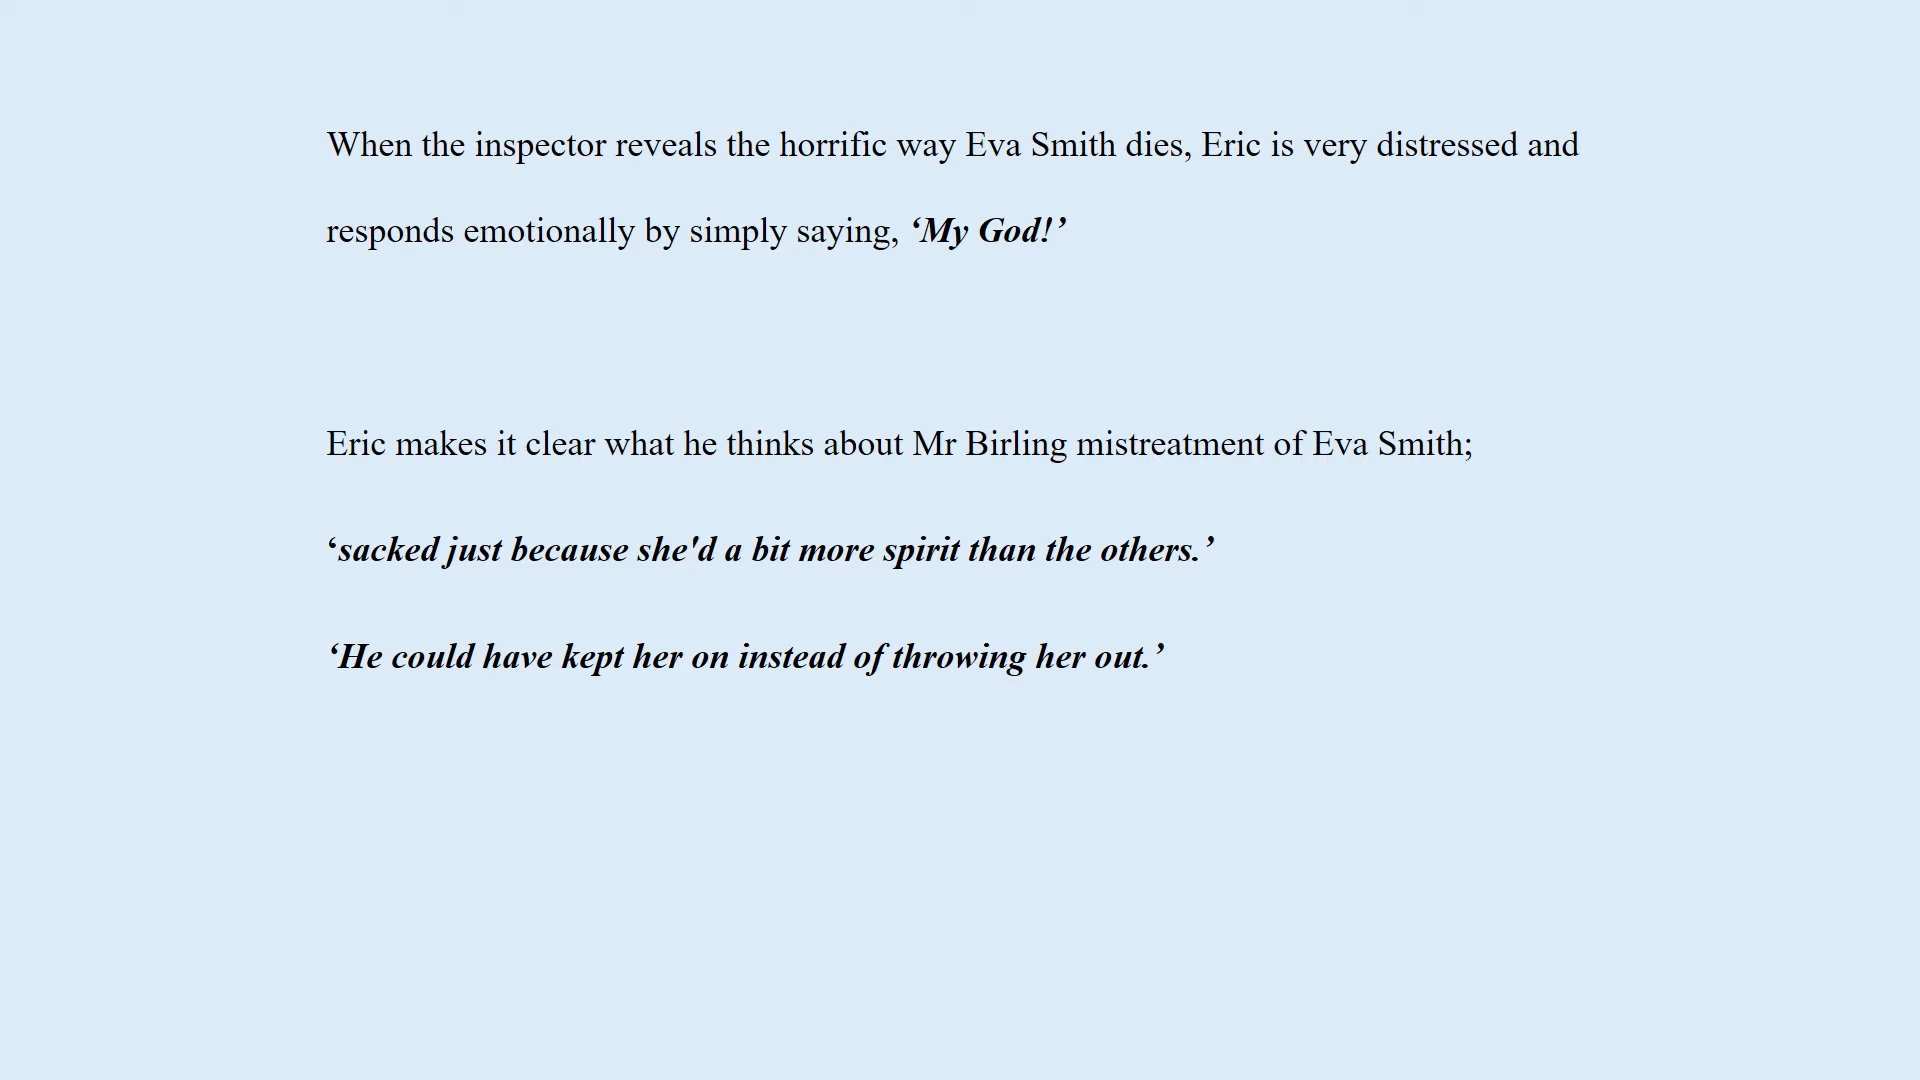 When the inspector reveals the horrific way Eva Smith dies, Eric is very distressed and
responds emotionally by simply saying, ‘My God!’
Eric makes it clear what he thinks about Mr Birling mistreatment of Eva Smith;
‘sacked just because she'd a bit more spirit than the others.’
‘He could have kept her on instead of throwing her out.’